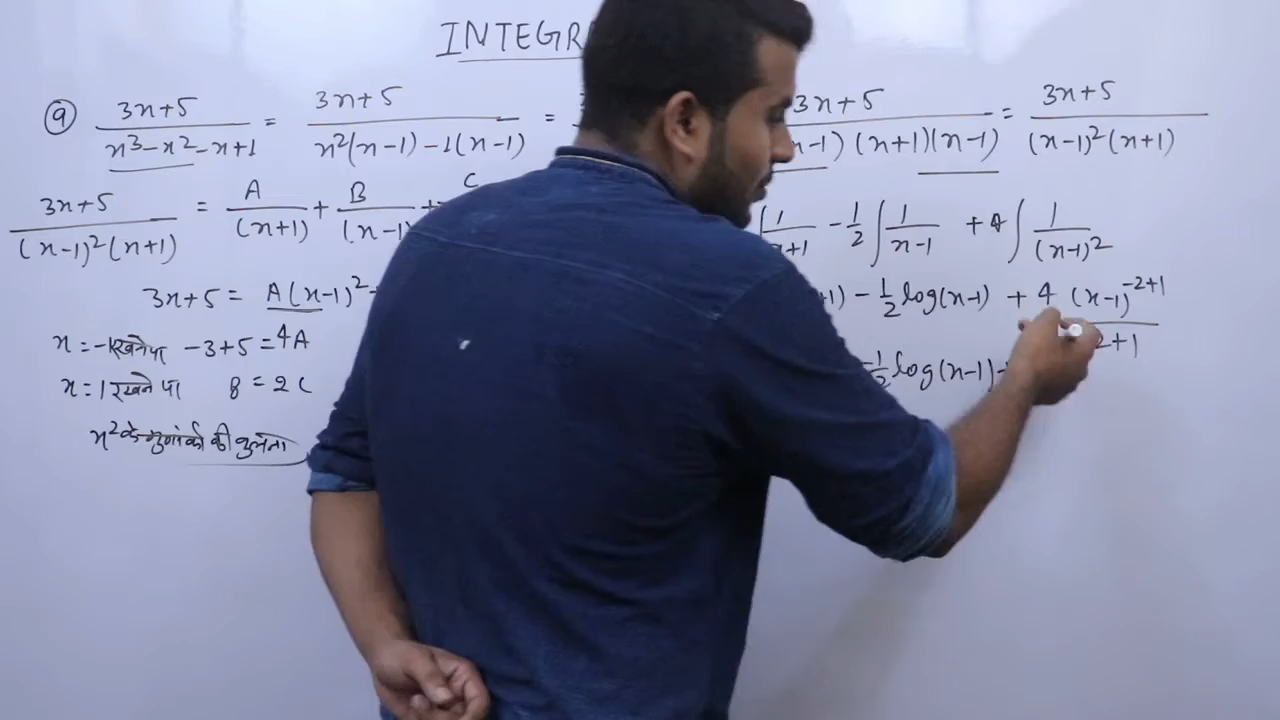 INTEGR
(9) 3x+5 / x³-x²-x+1 = 3x+5 / x²(x-1)-1(x-1) = 3x+5 / x-1)(x+1)(x-1) = 3x+5 / (x-1)²(x+1)
3x+5 / (x-1)²(x+1) = A / (x+1) + B / (x-1) + C
∫ 1 / x+1 - 1/2 ∫ 1 / x-1 + 4 ∫ 1 / (x-1)²
3x+5 = A(x-1)²
1) - 1/2 log(x-1) + 4 (x-1)^-2+1 / 2+1
x = -1 रखने पर -3+5 = 4A
x = 1 रखने पर 8 = 2C
-1/2 log(x-1)
x² के गुणांकों की तुलना